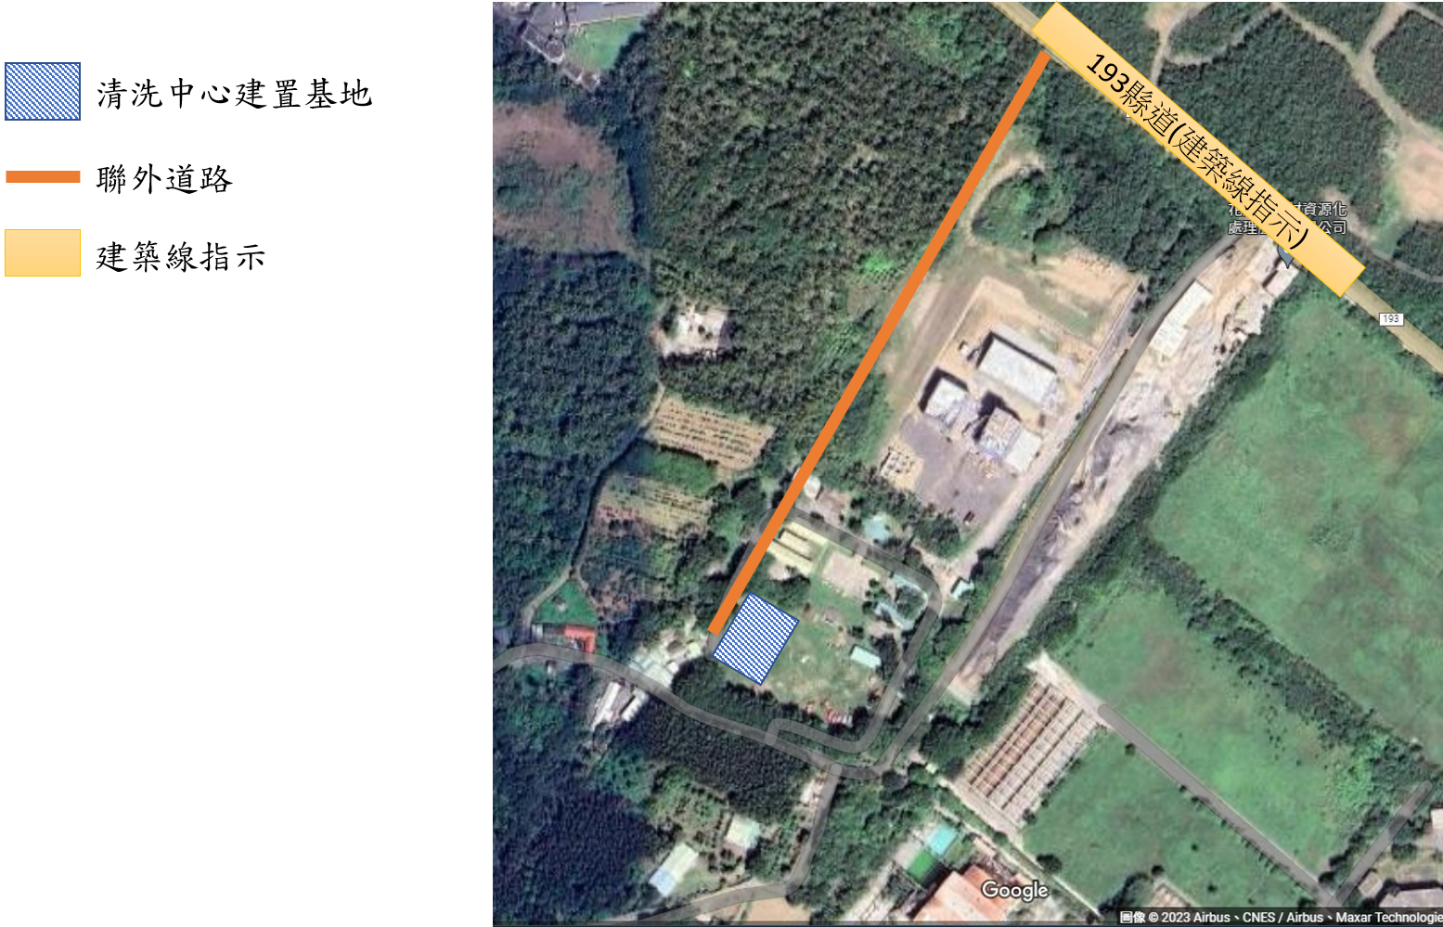 清洗中心建置基地
聯外道路
建築線指示
193縣道(建築線指示)
資源化
處理
公司
193
Google
圖像 © 2023 Airbus、CNES / Airbus、Maxar Technologie